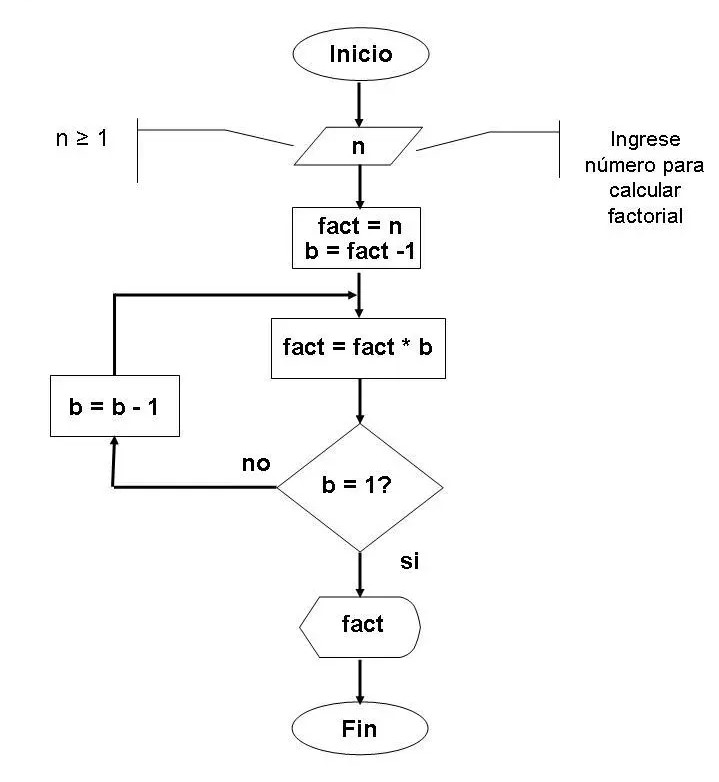 Inicio
n ≥ 1
n
Ingrese
número para
calcular
factorial
fact = n
b = fact -1
fact = fact * b
b = b - 1
no
b = 1?
si
fact
Fin